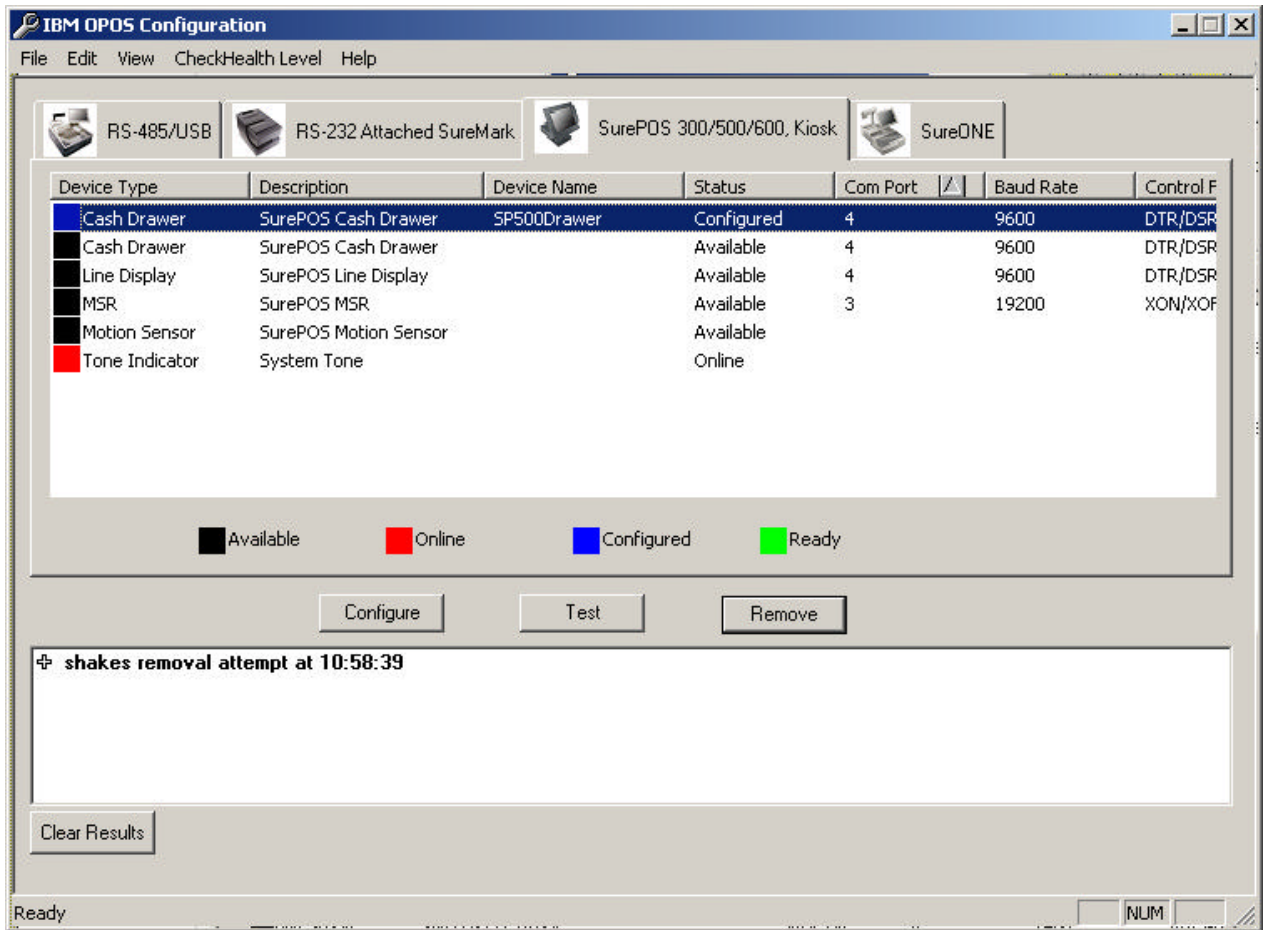 IBM OPOS Configuration
File Edit View CheckHealth Level Help
RS-485/USB RS-232 Attached SureMark SurePOS 300/500/600, Kiosk SureONE
Device Type Description Device Name Status Com Port Baud Rate Control F
Cash Drawer SurePOS Cash Drawer SP500Drawer Configured 4 9600 DTR/DSR
Cash Drawer SurePOS Cash Drawer Available 4 9600 DTR/DSR
Line Display SurePOS Line Display Available 4 9600 DTR/DSR
MSR SurePOS MSR Available 3 19200 XON/XOF
Motion Sensor SurePOS Motion Sensor Available
Tone Indicator System Tone Online
Available Online Configured Ready
Configure Test Remove
shakes removal attempt at 10:58:39
Clear Results
Ready NUM